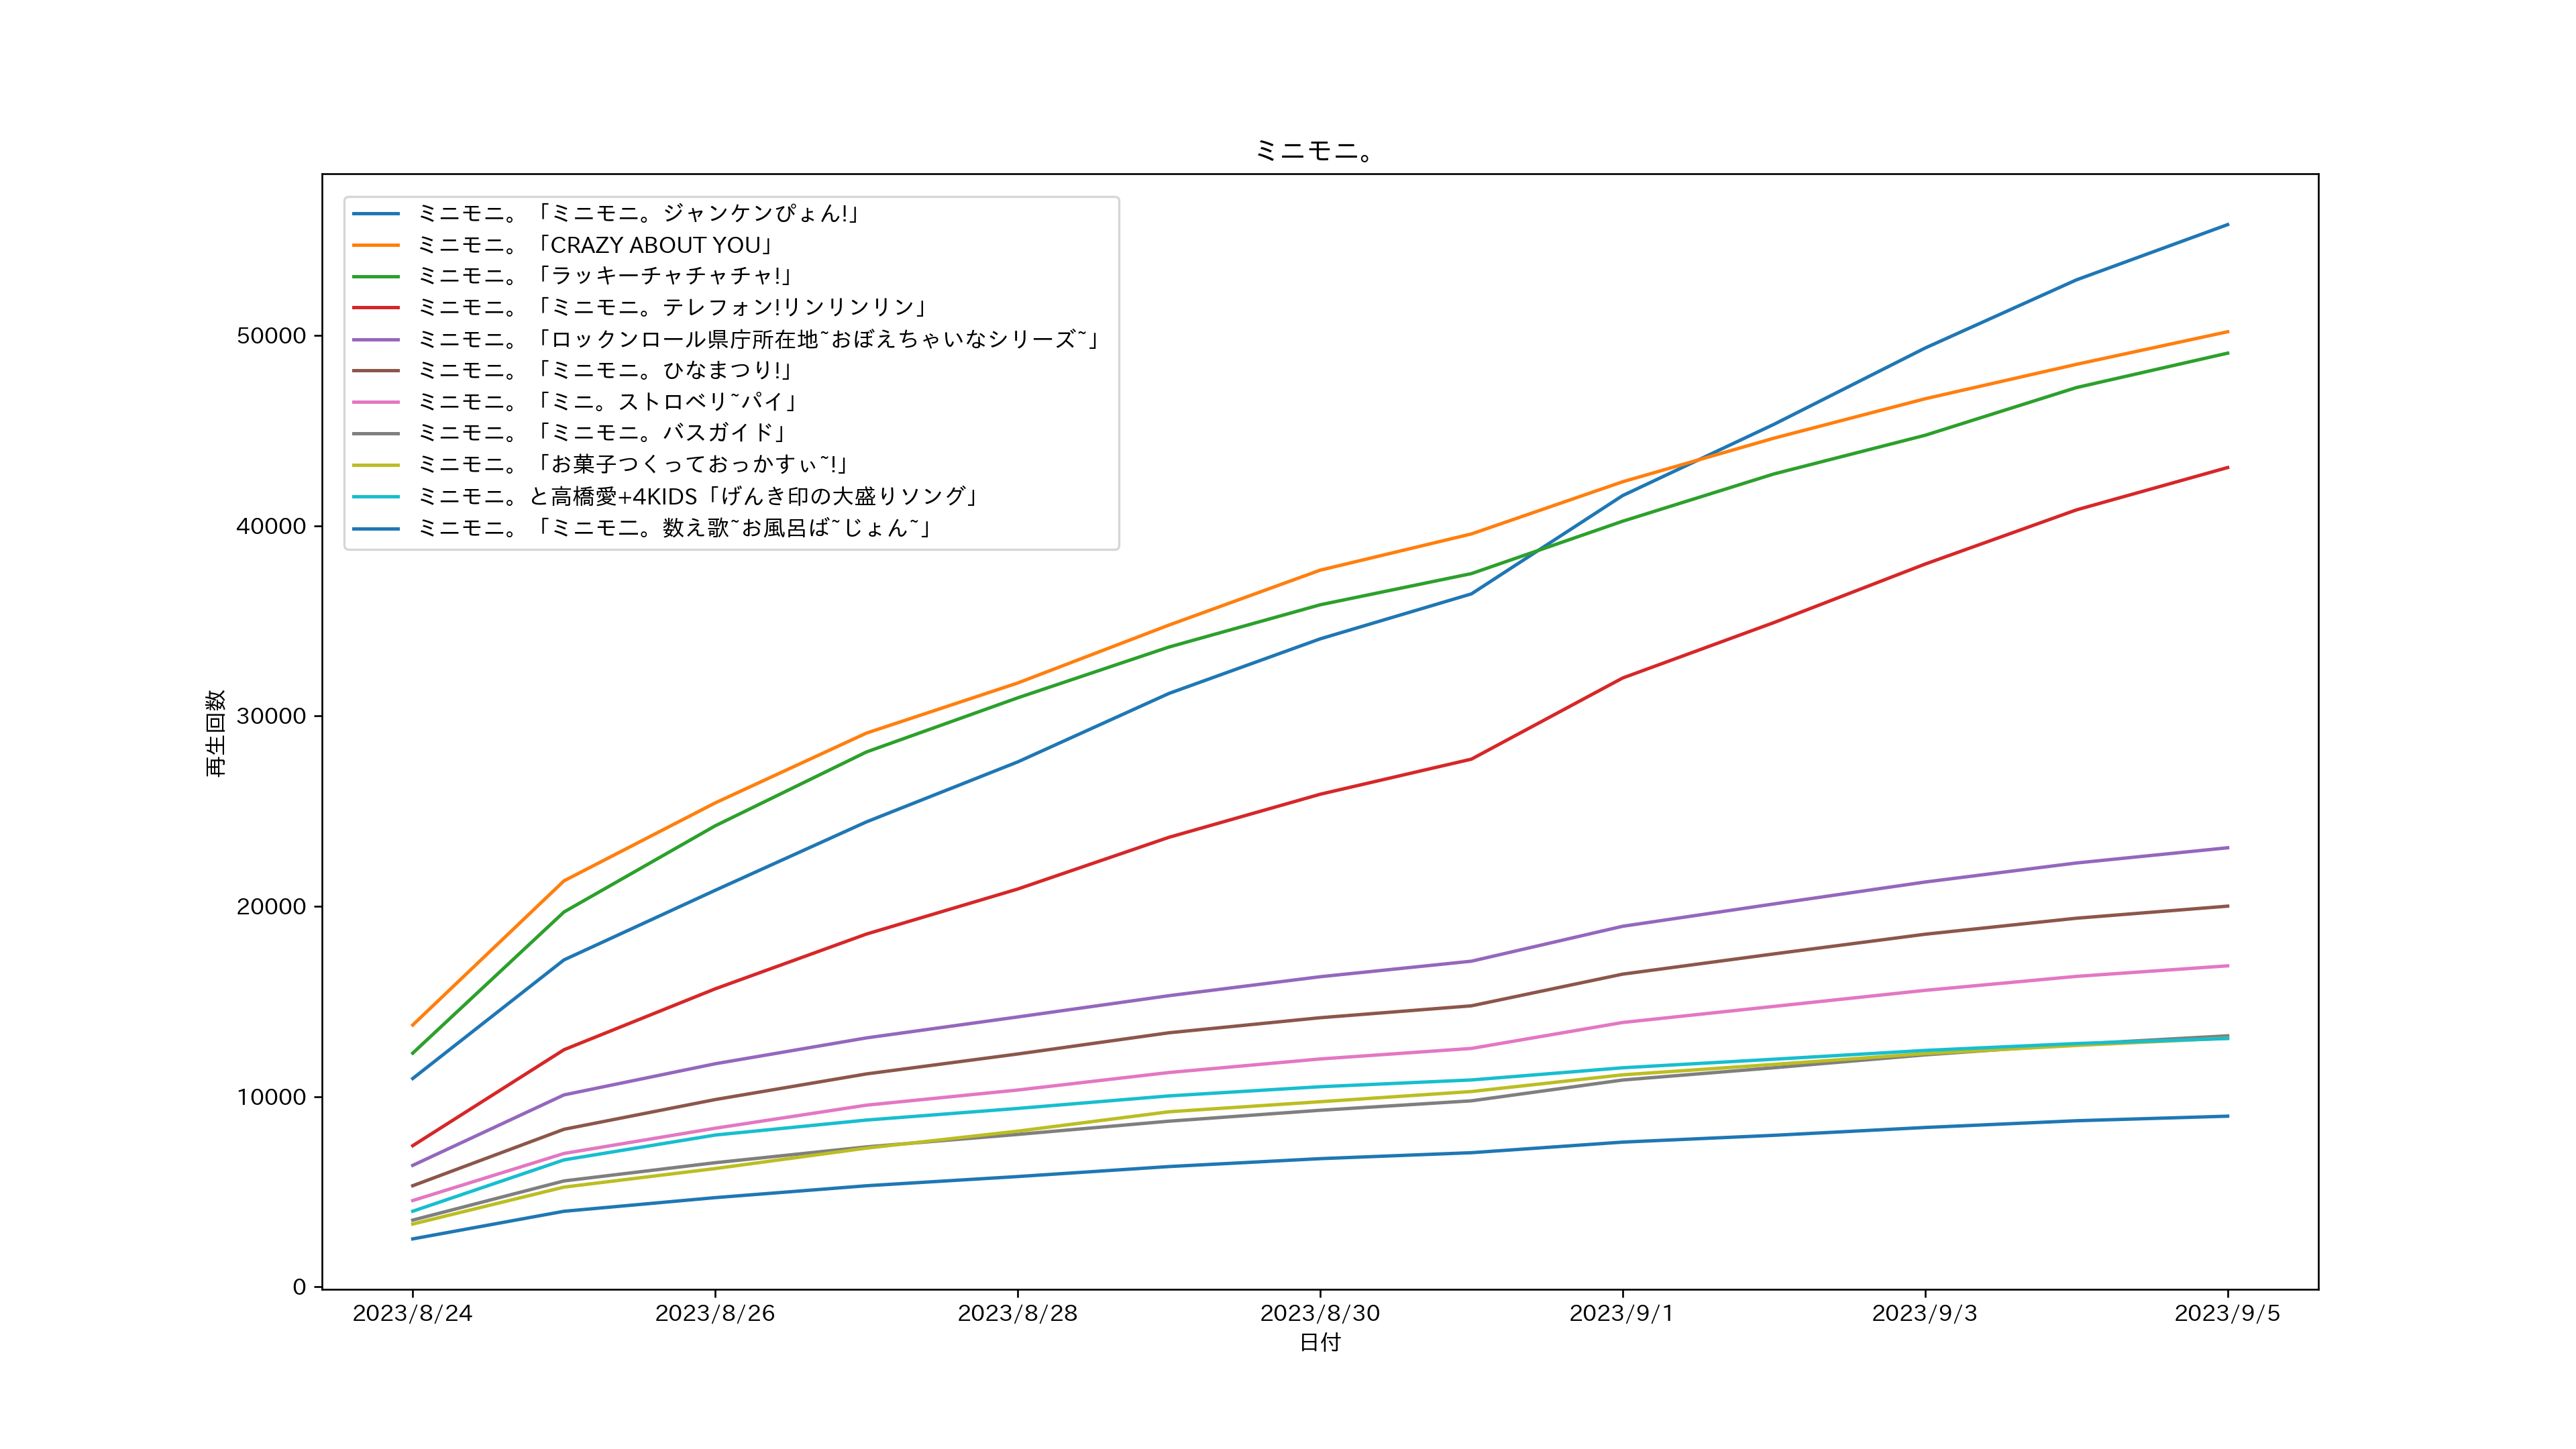 ミニモニ。
ミニモニ。「ミニモニ。ジャンケンぴょん!」
ミニモニ。「CRAZY ABOUT YOU」
ミニモニ。「ラッキーチャチャチャ!」
ミニモニ。「ミニモニ。テレフォン!リンリンリン」
ミニモニ。「ロックンロール県庁所在地~おぼえちゃいなシリーズ~」
ミニモニ。「ミニモニ。ひなまつり!」
ミニモニ。「ミニ。ストロベリ~パイ」
ミニモニ。「ミニモニ。バスガイド」
ミニモニ。「お菓子つくっておっかすぃ~!」
ミニモニ。と高橋愛+4KIDS「げんき印の大盛りソング」
ミニモニ。「ミニモニ。数え歌~お風呂ば~じょん~」
再生回数
50000
40000
30000
20000
10000
0
2023/8/24 2023/8/26 2023/8/28 2023/8/30 2023/9/1 2023/9/3 2023/9/5
日付